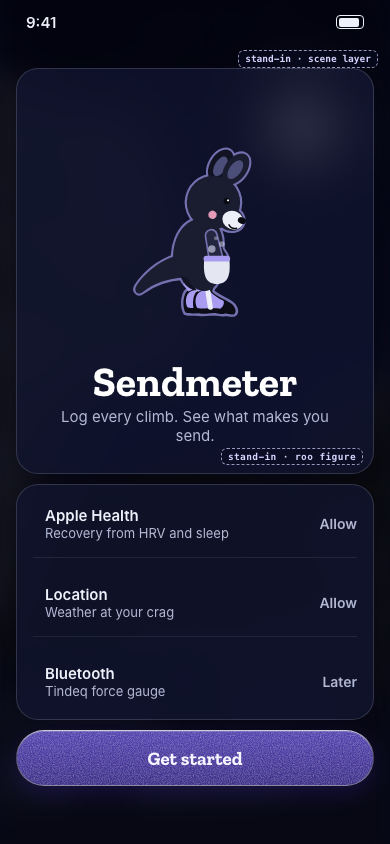 9:41
stand-in · scene layer
Sendmeter
Log every climb. See what makes you
send.
stand-in · roo figure
Apple Health
Recovery from HRV and sleep
Allow
Location
Weather at your crag
Allow
Bluetooth
Tindeq force gauge
Later
Get started